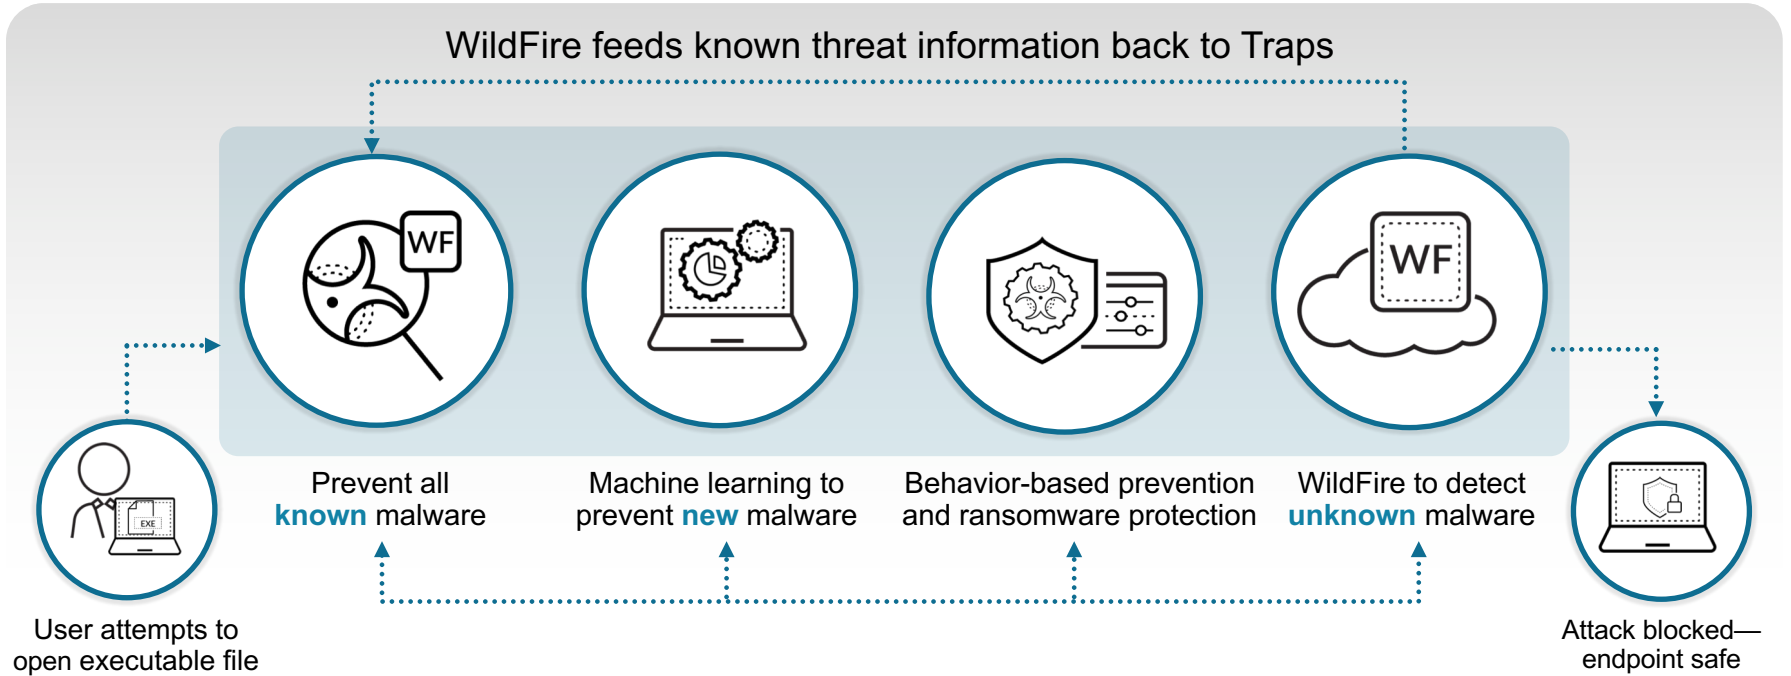 WildFire feeds known threat information back to Traps
WF
WF
EXE
Prevent all
known malware
Machine learning to
prevent new malware
Behavior-based prevention
and ransomware protection
WildFire to detect
unknown malware
User attempts to
open executable file
Attack blocked—
endpoint safe